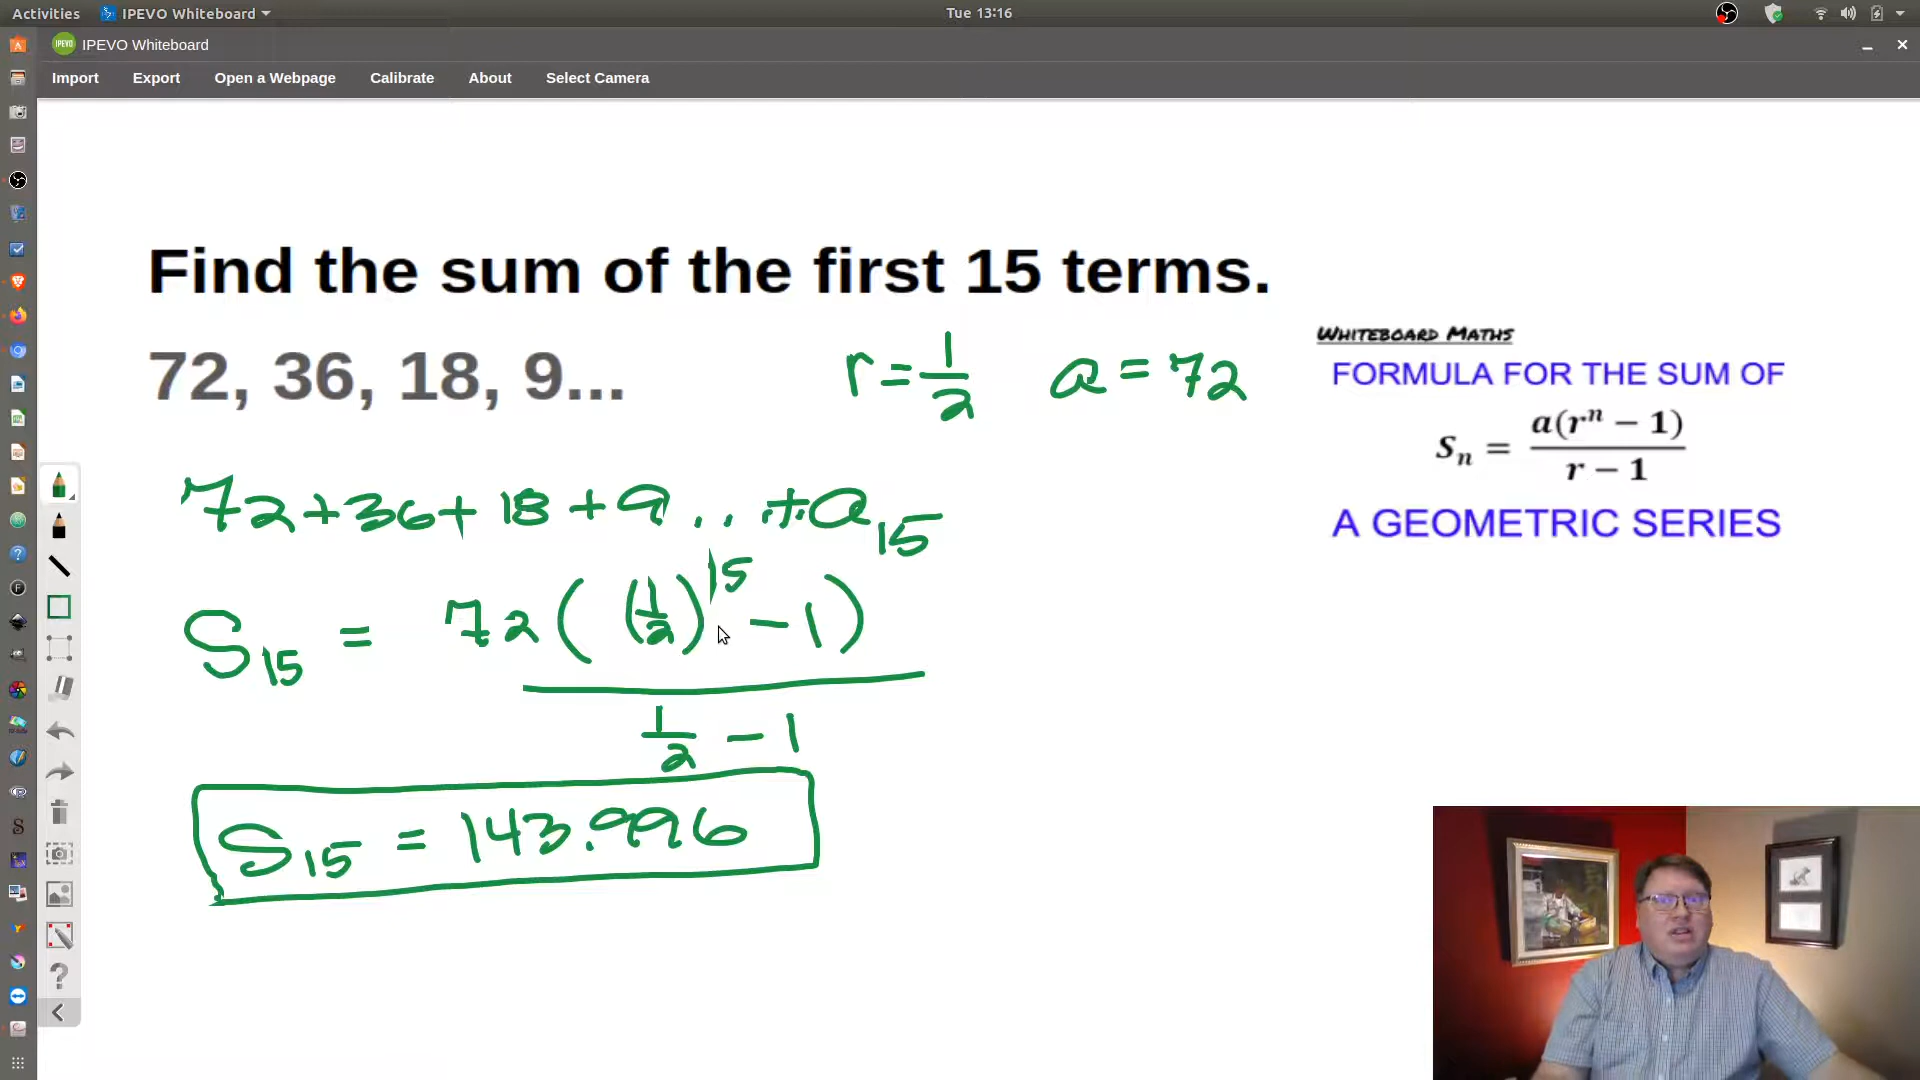 Activities IPEVO Whiteboard Tue 13:16
IPEVO IPEVO Whiteboard
Import Export Open a Webpage Calibrate About Select Camera
Find the sum of the first 15 terms.
72, 36, 18, 9...
r = 1/2 a = 72
WHITEBOARD MATHS
FORMULA FOR THE SUM OF
Sₙ = a(rⁿ − 1) / r − 1
A GEOMETRIC SERIES
72 + 36 + 18 + 9 . . . + a₁₅
S₁₅ = 72 ( (1/2)¹⁵ − 1 ) / 1/2 − 1
S₁₅ = 143.996